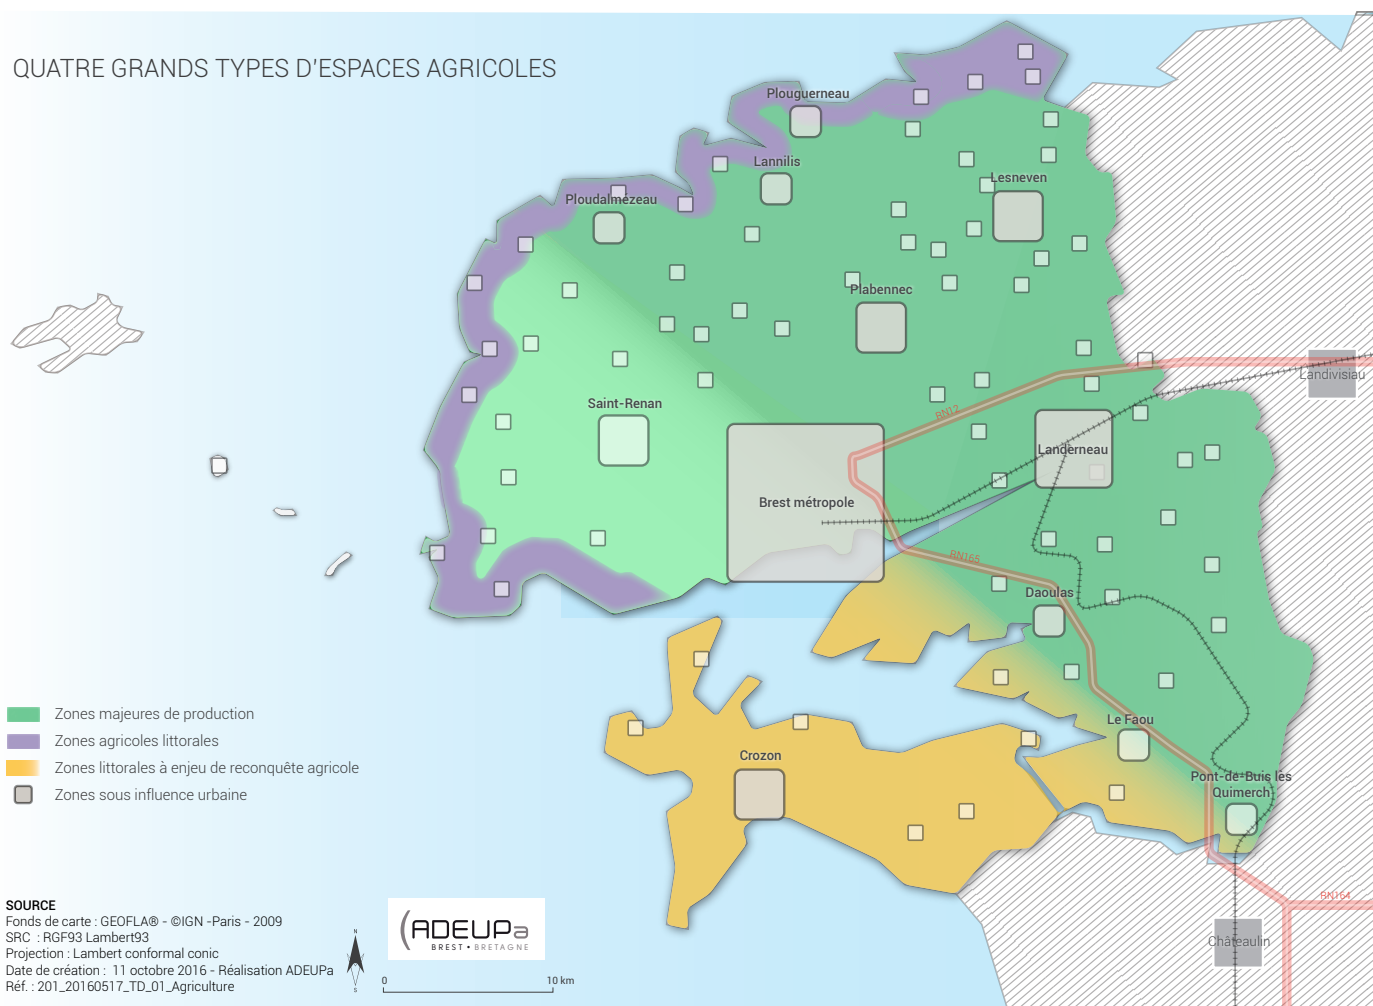 QUATRE GRANDS TYPES D'ESPACES AGRICOLES
Plouguerneau
Lannilis
Lesneven
Ploudalmézeau
Plabennec
Landivisiau
Saint-Renan
RN12
Landerneau
Brest métropole
RN165
Daoulas
Le Faou
Crozon
Pont-de-Buis lès
Quimerch
RN164
Châteaulin
Zones majeures de production
Zones agricoles littorales
Zones littorales à enjeu de reconquête agricole
Zones sous influence urbaine
SOURCE
Fonds de carte : GEOFLA® - ©IGN -Paris - 2009
SRC : RGF93 Lambert93
Projection : Lambert conformal conic
Date de création : 11 octobre 2016 - Réalisation ADEUPa
Réf. : 201_20160517_TD_01_Agriculture
N
S
ADEUPa
BREST • BRETAGNE
0 10 km